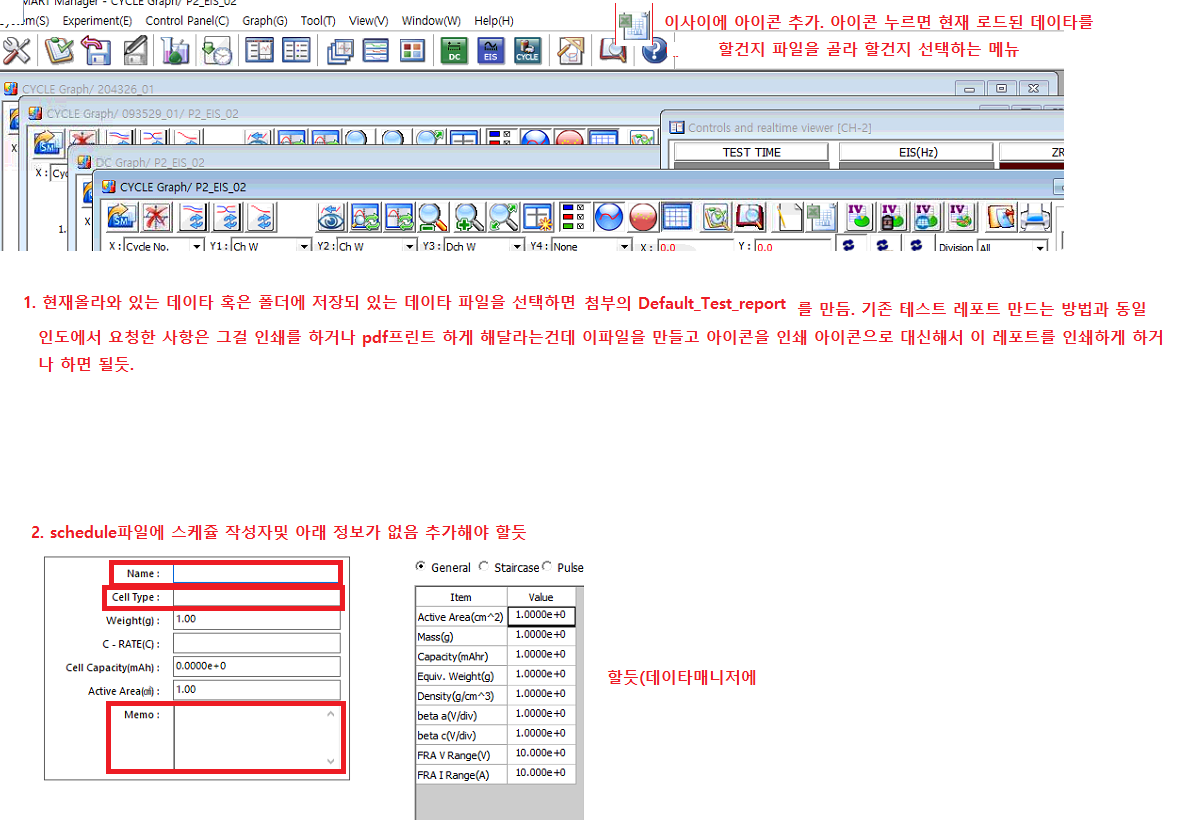 MART Manager - CYCLE Graph/ P2_EIS_02
m(S) Experiment(E) Control Panel(C) Graph(G) Tool(T) View(V) Window(W) Help(H)
이사이에 아이콘 추가. 아이콘 누르면 현재 로드된 데이타를
할건지 파일을 골라 할건지 선택하는 메뉴
DC EIS CYCLE
CYCLE Graph/ 204326_01
CYCLE Graph/ 093529_01/ P2_EIS_02
Controls and realtime viewer [CH-2]
TEST TIME EIS(Hz) ZR
DC Graph/ P2_EIS_02
X : Cy
CYCLE Graph/ P2_EIS_02
SM IV IV IV IV
1.
X : Cycle No. Y1 : Ch W Y2 : Ch W Y3 : Dch W Y4 : None X : 0.0 Y : 0.0 Division All
1. 현재올라와 있는 데이타 혹은 폴더에 저장되 있는 데이타 파일을 선택하면 첨부의 Default_Test_report 를 만듬. 기존 테스트 레포트 만드는 방법과 동일
인도에서 요청한 사항은 그걸 인쇄를 하거나 pdf프린트 하게 해달라는건데 이파일을 만들고 아이콘을 인쇄 아이콘으로 대신해서 이 레포트를 인쇄하게 하거
나 하면 될듯.
2. schedule파일에 스케쥴 작성자및 아래 정보가 없음 추가해야 할듯
Name :
Cell Type :
Weight(g) : 1.00
C - RATE(C) :
Cell Capacity(mAh) : 0.0000e+0
Active Area(㎠) : 1.00
Memo :
General Staircase Pulse
Item Value
Active Area(cm^2) 1.0000e+0
Mass(g) 1.0000e+0
Capacity(mAhr) 1.0000e+0
Equiv. Weight(g) 1.0000e+0
Density(g/cm^3) 1.0000e+0
beta a(V/div) 1.0000e+0
beta c(V/div) 1.0000e+0
FRA V Range(V) 10.000e+0
FRA I Range(A) 10.000e+0
할듯(데이타매니저에